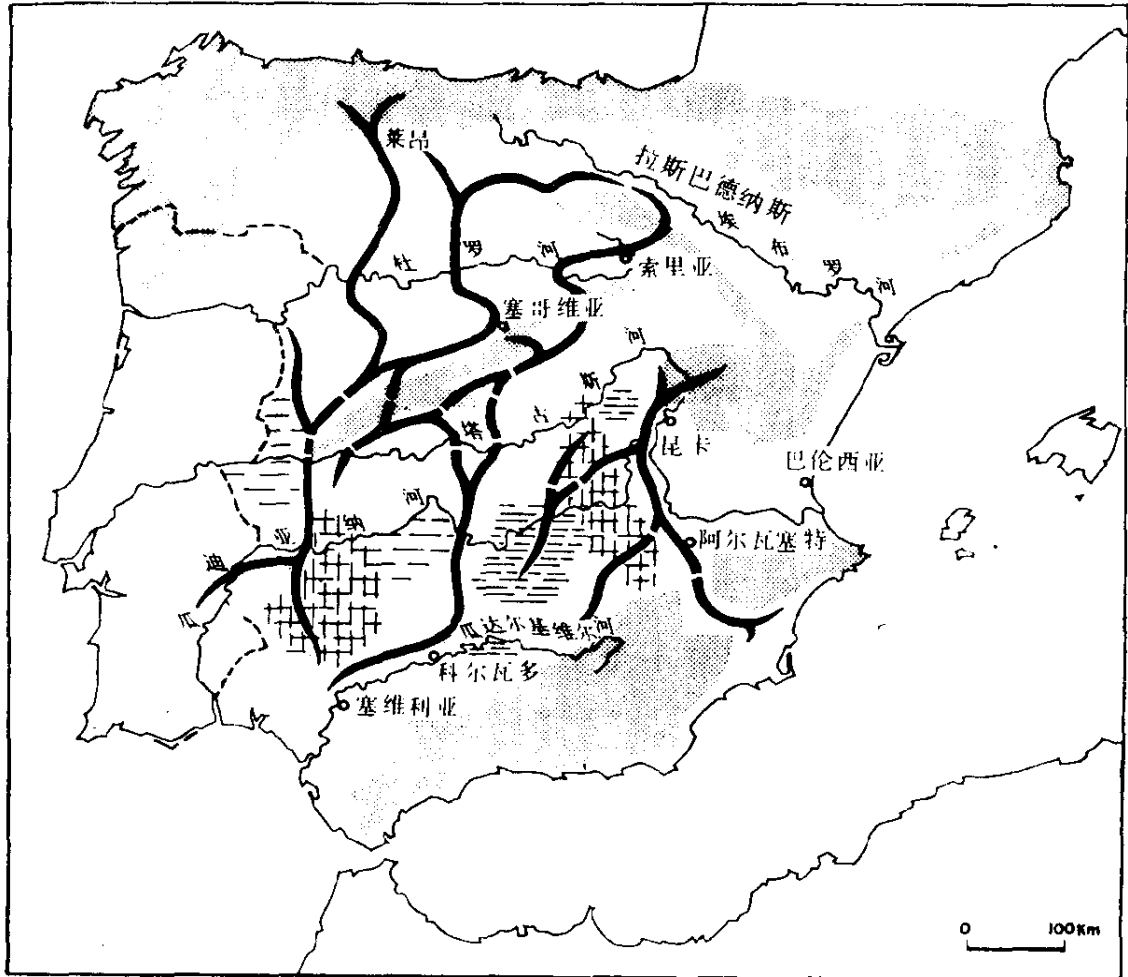 莱昂
拉斯巴德纳斯
埃布罗河
杜罗河
索里亚
塞哥维亚
塔古斯河
昆卡
巴伦西亚
瓜迪亚纳河
阿尔瓦塞特
瓜达尔基维尔河
科尔瓦多
塞维利亚
0 100Km